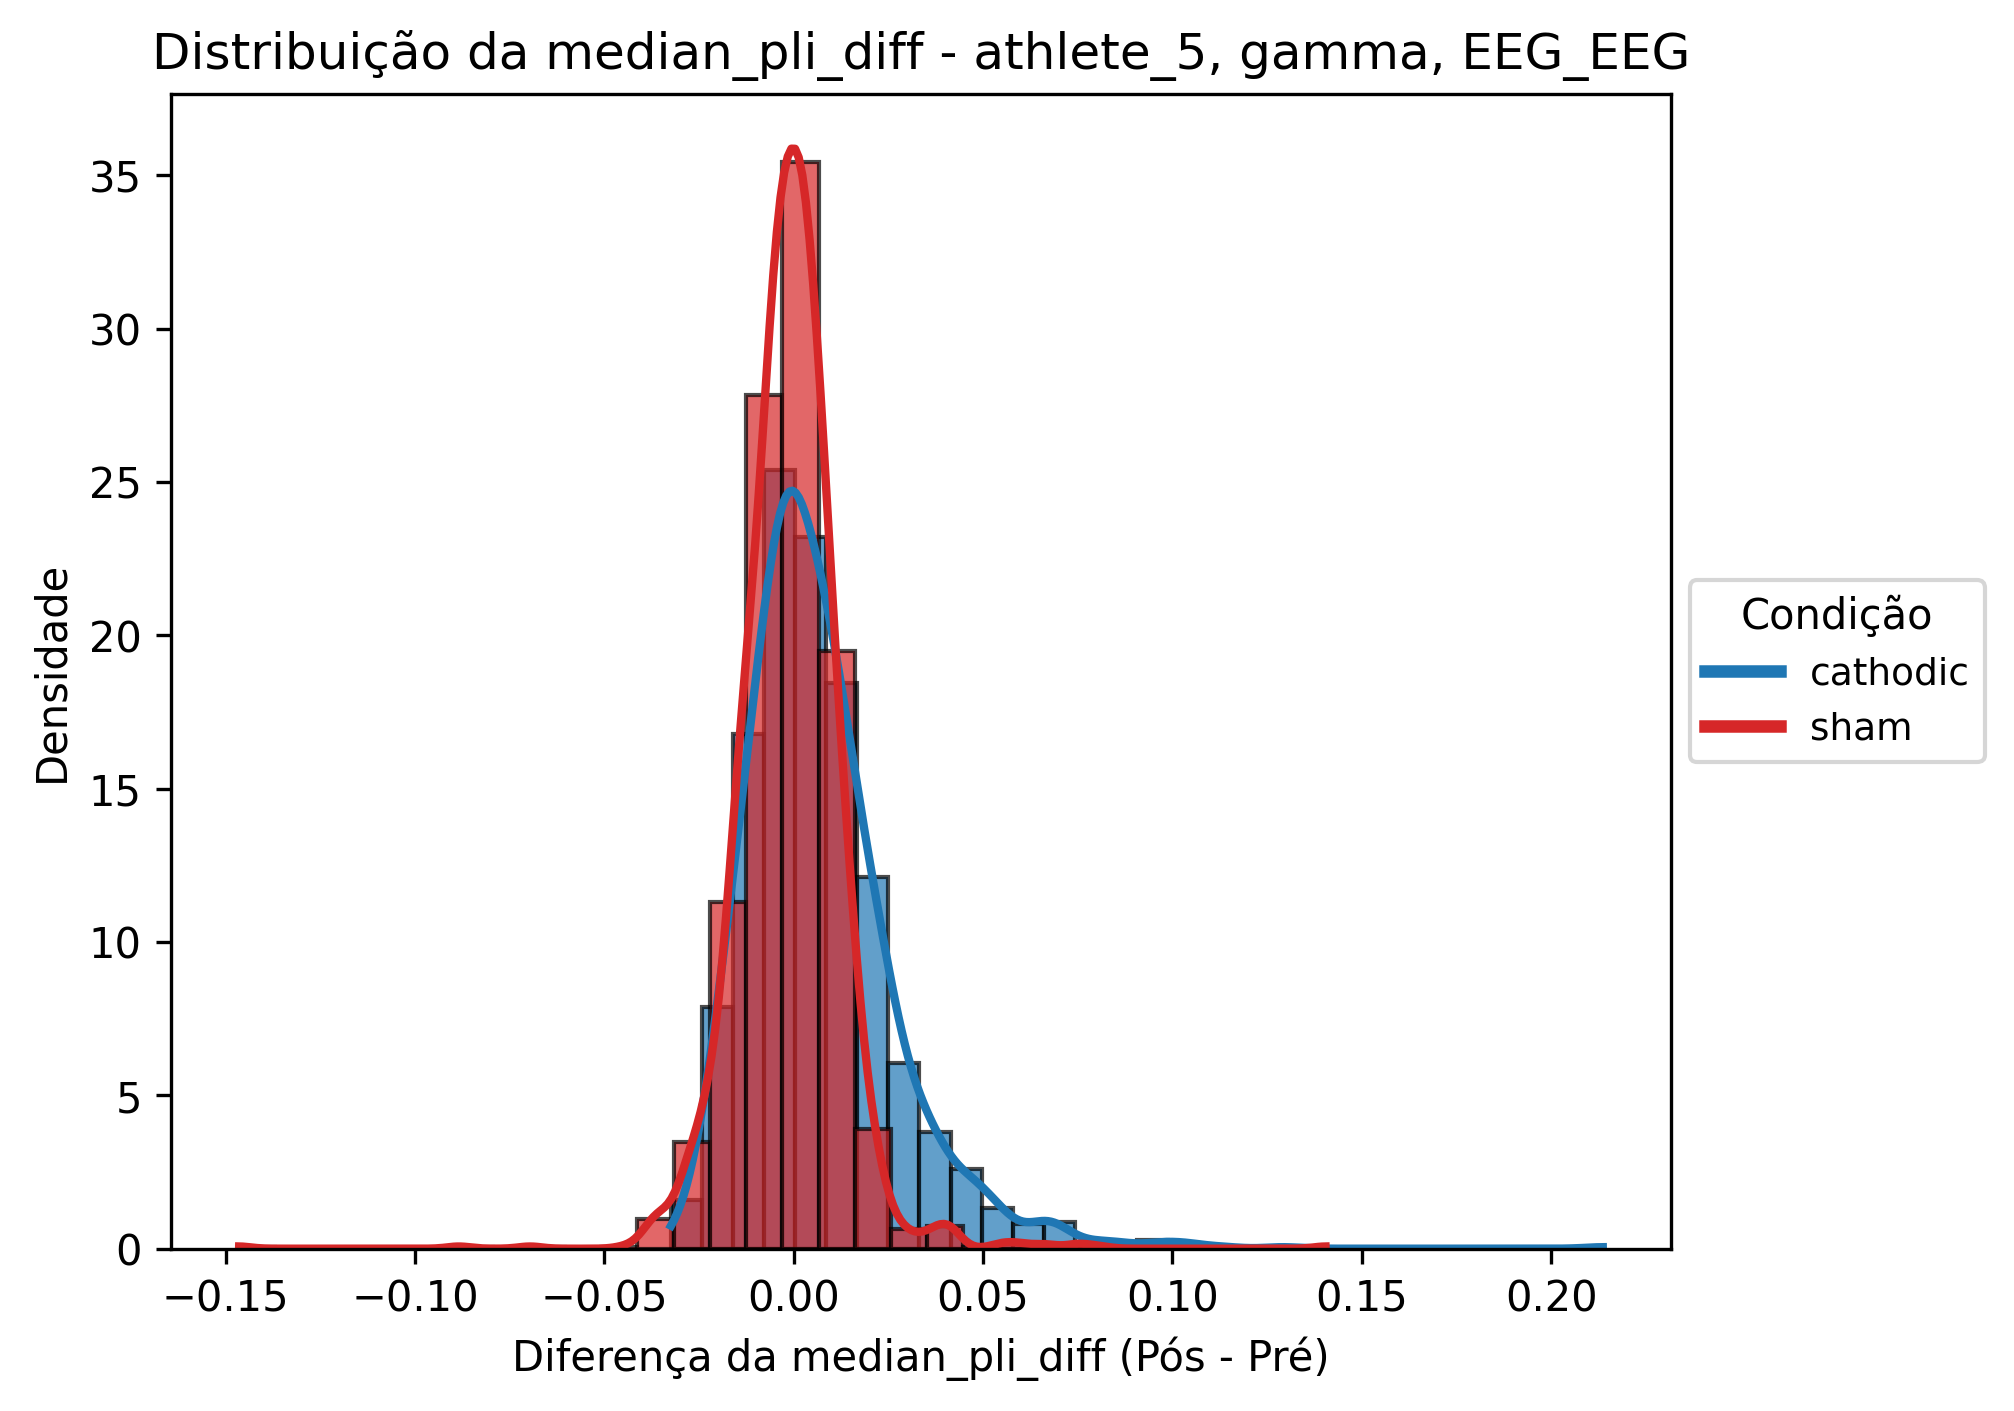 Distribuição da median_pli_diff - athlete_5, gamma, EEG_EEG
35
30
25
20
15
10
5
0
Densidade
−0.15 −0.10 −0.05 0.00 0.05 0.10 0.15 0.20
Diferença da median_pli_diff (Pós - Pré)
Condição
cathodic
sham